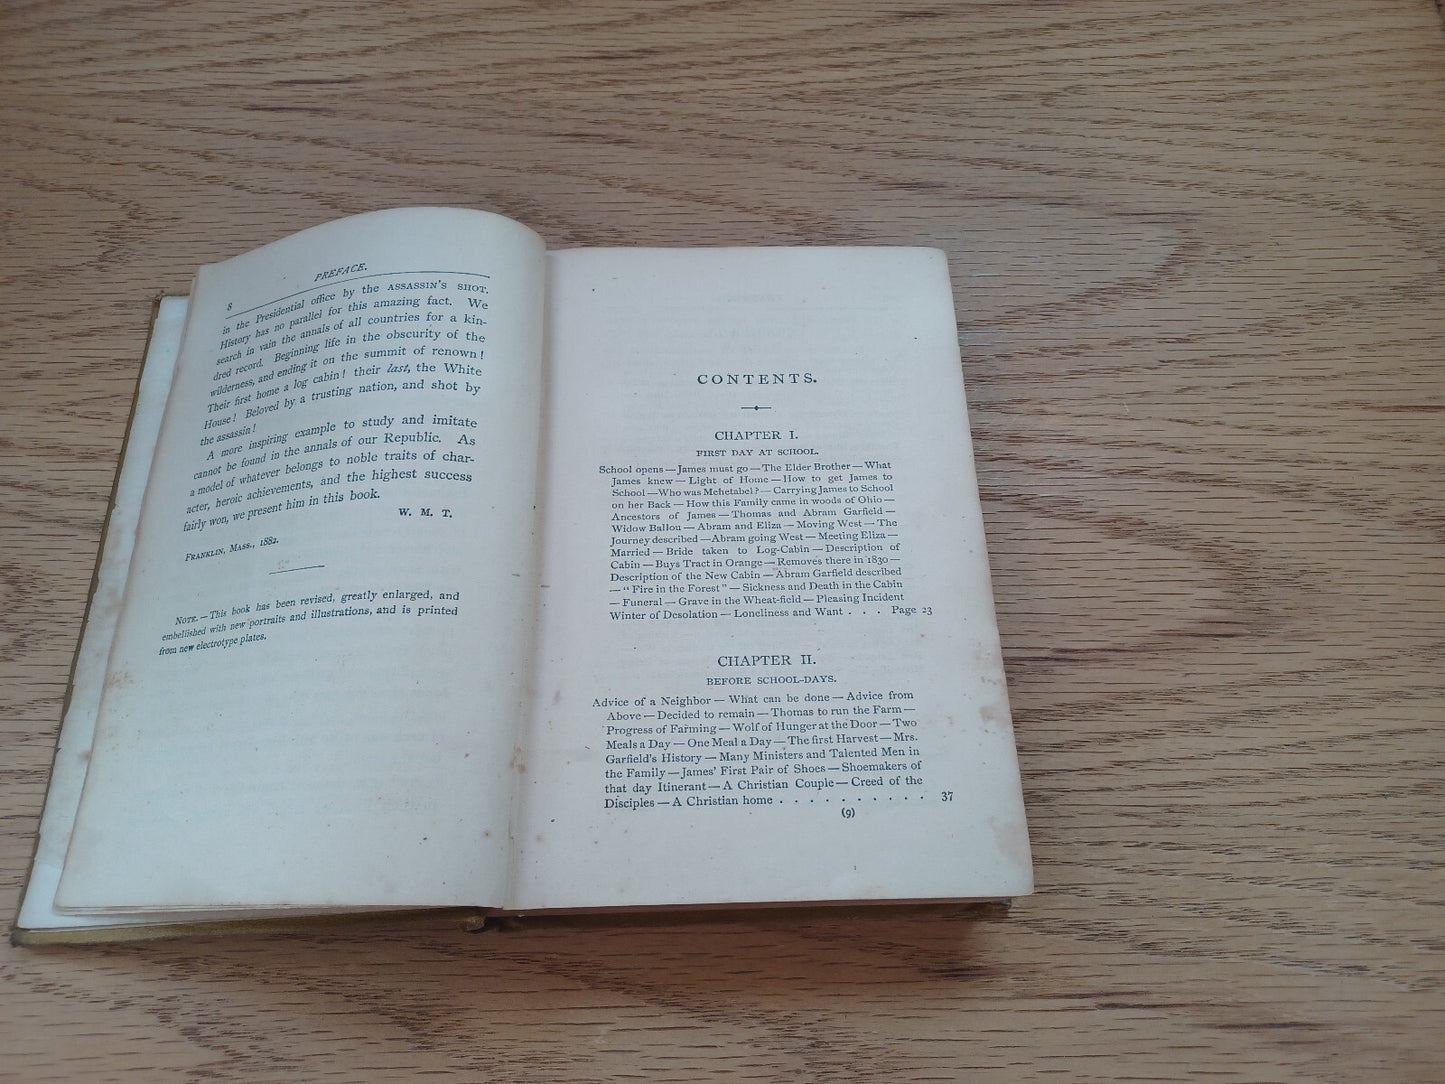 8
PREFACE.
in the Presidential office by the ASSASSIN'S SHOT.
History has no parallel for this amazing fact. We
search in vain the annals of all countries for a kin-
dred record. Beginning life in the obscurity of the
wilderness, and ending it on the summit of renown!
Their first home a log cabin! their last, the White
House! Beloved by a trusting nation, and shot by
the assassin!
A more inspiring example to study and imitate
cannot be found in the annals of our Republic. As
a model of whatever belongs to noble traits of char-
acter, heroic achievements, and the highest success
fairly won, we present him in this book.
W. M. T.
FRANKLIN, MASS., 1882.
NOTE. — This book has been revised, greatly enlarged, and
embellished with new portraits and illustrations, and is printed
from new electrotype plates.
CONTENTS.
CHAPTER I.
FIRST DAY AT SCHOOL.
School opens — James must go — The Elder Brother — What
James knew — Light of Home — How to get James to
School — Who was Mehetabel? — Carrying James to School
on her Back — How this Family came in woods of Ohio —
Ancestors of James — Thomas and Abram Garfield —
Widow Ballou — Abram and Eliza — Moving West — The
Journey described — Abram going West — Meeting Eliza —
Married — Bride taken to Log-Cabin — Description of
Cabin — Buys Tract in Orange — Removes there in 1830 —
Description of the New Cabin — Abram Garfield described
— "Fire in the Forest" — Sickness and Death in the Cabin
— Funeral — Grave in the Wheat-field — Pleasing Incident
Winter of Desolation — Loneliness and Want . . . Page 23
CHAPTER II.
BEFORE SCHOOL-DAYS.
Advice of a Neighbor — What can be done — Advice from
Above — Decided to remain — Thomas to run the Farm —
Progress of Farming — Wolf of Hunger at the Door — Two
Meals a Day — One Meal a Day — The first Harvest — Mrs.
Garfield's History — Many Ministers and Talented Men in
the Family — James' First Pair of Shoes — Shoemakers of
that day Itinerant — A Christian Couple — Creed of the
Disciples — A Christian home . . . . . . . . . . 37
(9)